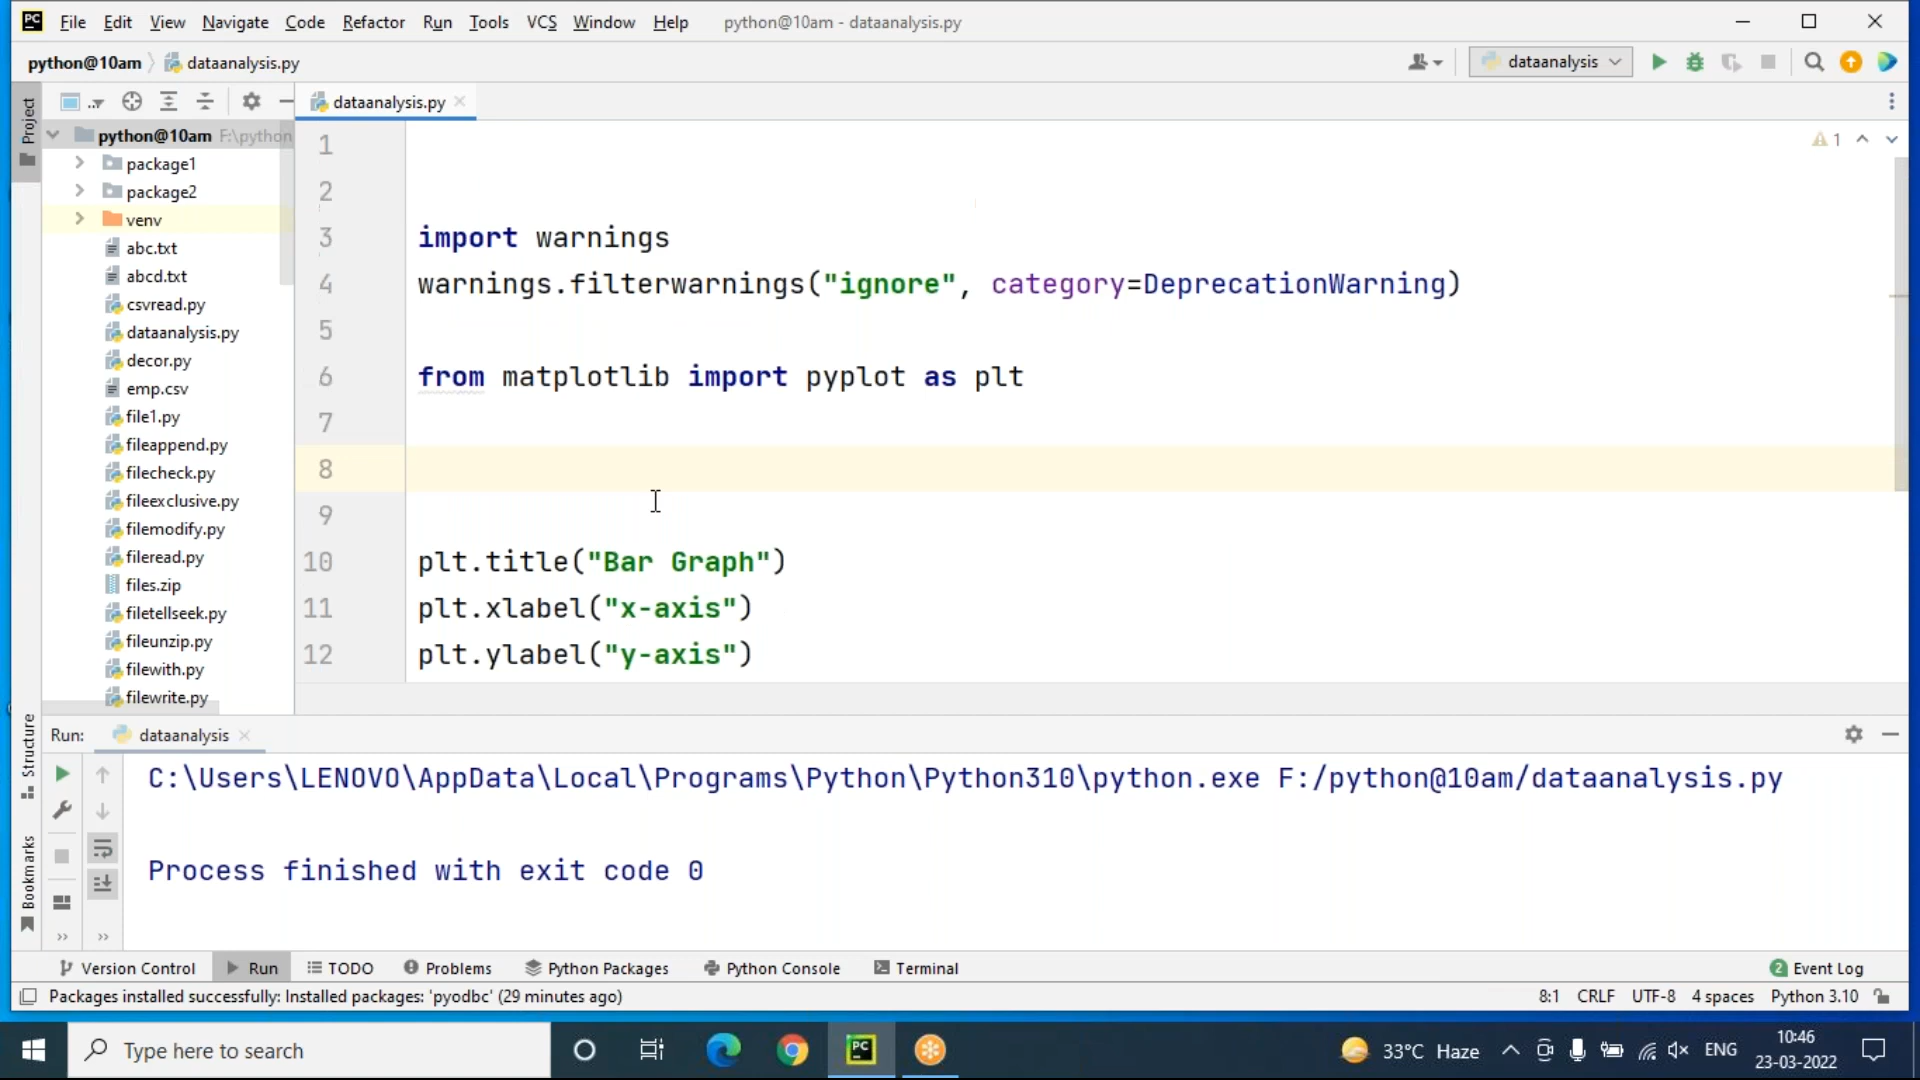 PC File Edit View Navigate Code Refactor Run Tools VCS Window Help python@10am - dataanalysis.py
python@10am dataanalysis.py
dataanalysis
Project
dataanalysis.py
python@10am F:\python
package1
package2
venv
abc.txt
abcd.txt
csvread.py
dataanalysis.py
decor.py
emp.csv
file1.py
fileappend.py
filecheck.py
fileexclusive.py
filemodify.py
fileread.py
files.zip
filetellseek.py
fileunzip.py
filewith.py
filewrite.py
1
1
2
3 import warnings
4 warnings.filterwarnings("ignore", category=DeprecationWarning)
5
6 from matplotlib import pyplot as plt
7
8
9
10 plt.title("Bar Graph")
11 plt.xlabel("x-axis")
12 plt.ylabel("y-axis")
Structure
Bookmarks
Run: dataanalysis
C:\Users\LENOVO\AppData\Local\Programs\Python\Python310\python.exe F:/python@10am/dataanalysis.py
Process finished with exit code 0
Version Control Run TODO Problems Python Packages Python Console Terminal 2 Event Log
Packages installed successfully: Installed packages: 'pyodbc' (29 minutes ago) 8:1 CRLF UTF-8 4 spaces Python 3.10
Type here to search PC 33°C Haze ENG 10:46
23-03-2022